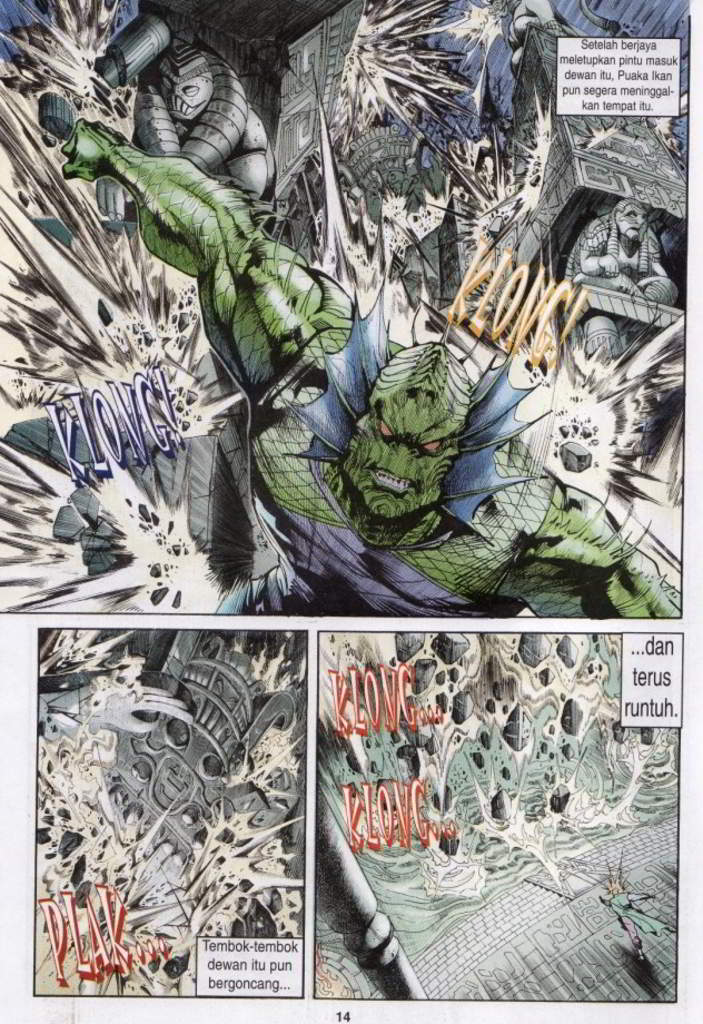 Setelah berjaya
meletupkan pintu masuk
dewan itu, Puaka Ikan
pun segera meninggal-
kan tempat itu.
KLONG!
KLONG!
PLAK....
Tembok-tembok
dewan itu pun
bergoncang...
...dan
terus
runtuh.
KLONG....
KLONG....
14